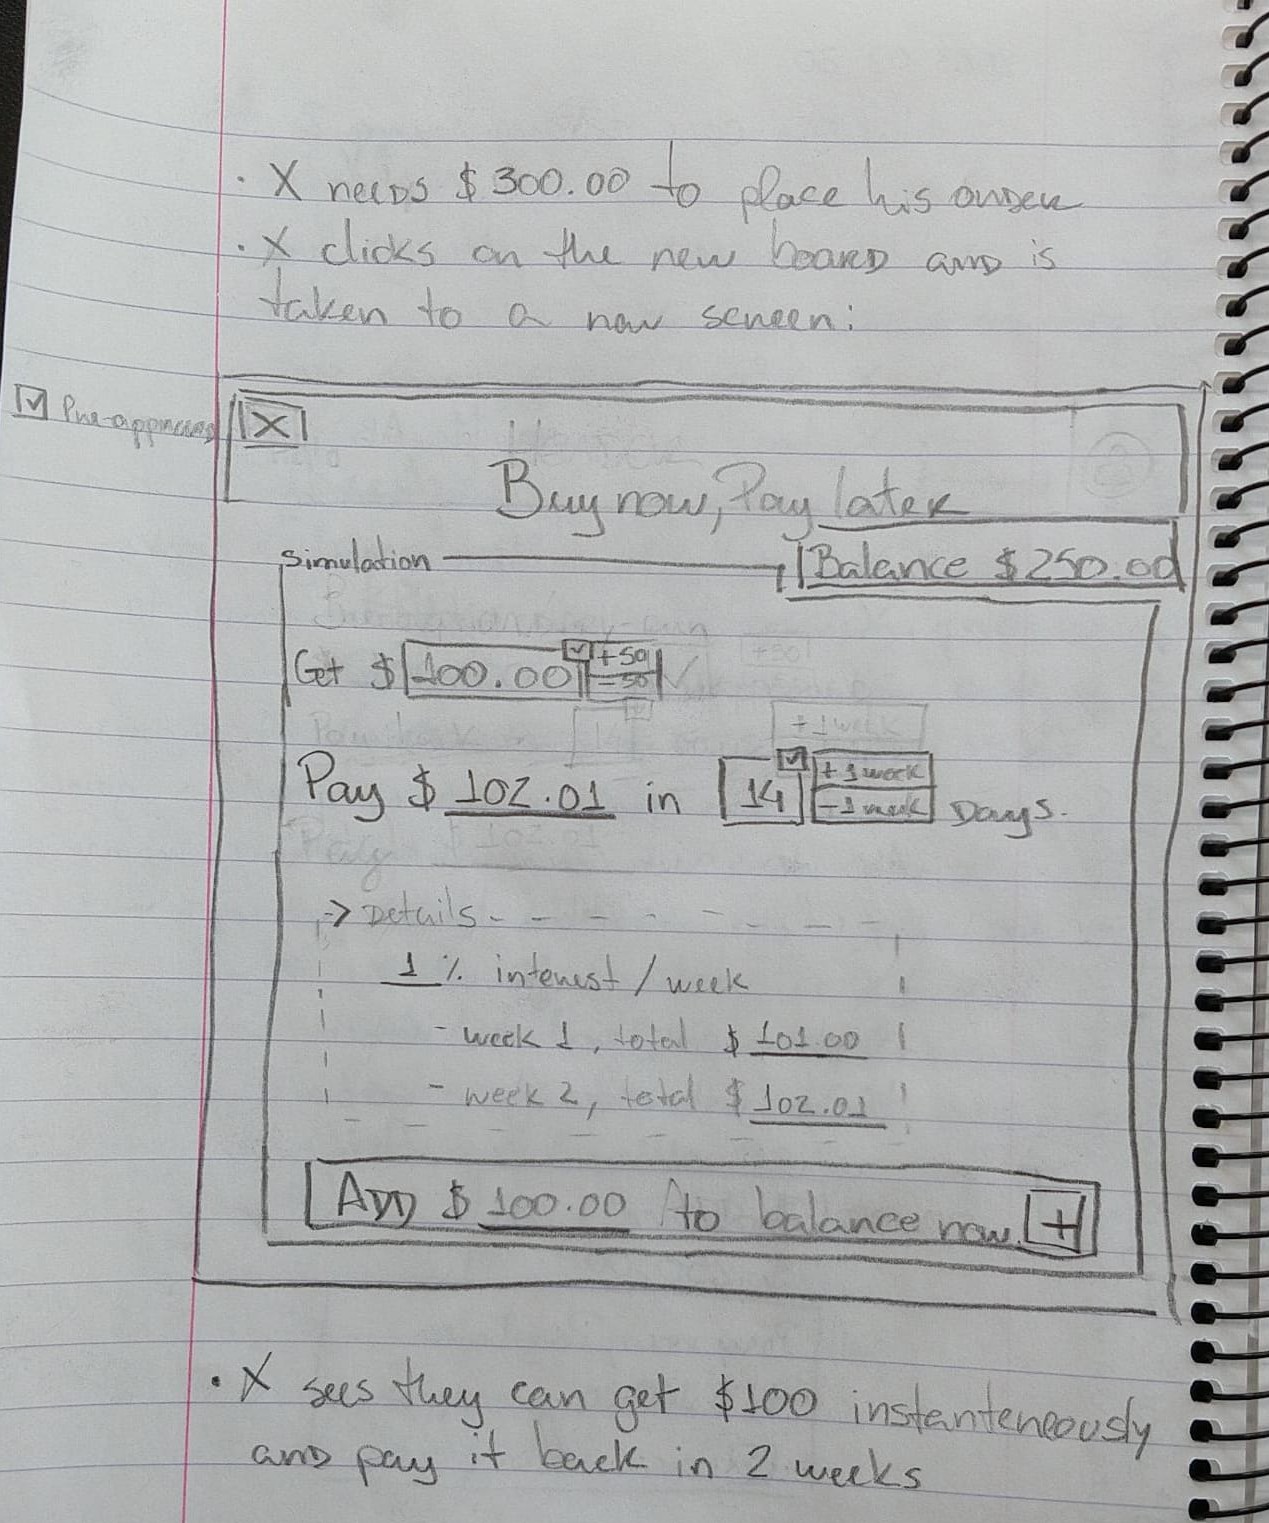 · X needs $300.00 to place his order
· X clicks on the new board and is
taken to a new screen:
☑ Pre-approved
X
Buy now, Pay later
Simulation
Balance $250.00
Get $ 100.00 ☑ +50
-50
Pay $ 102.01 in 14 ☑ +1 week
-1 week Days.
-> Details
1 % interest / week
- week 1, total $ 101.00
- week 2, total $ 102.01
Add $ 100.00 to balance now. +
· X sees they can get $100 instanteneously
and pay it back in 2 weeks